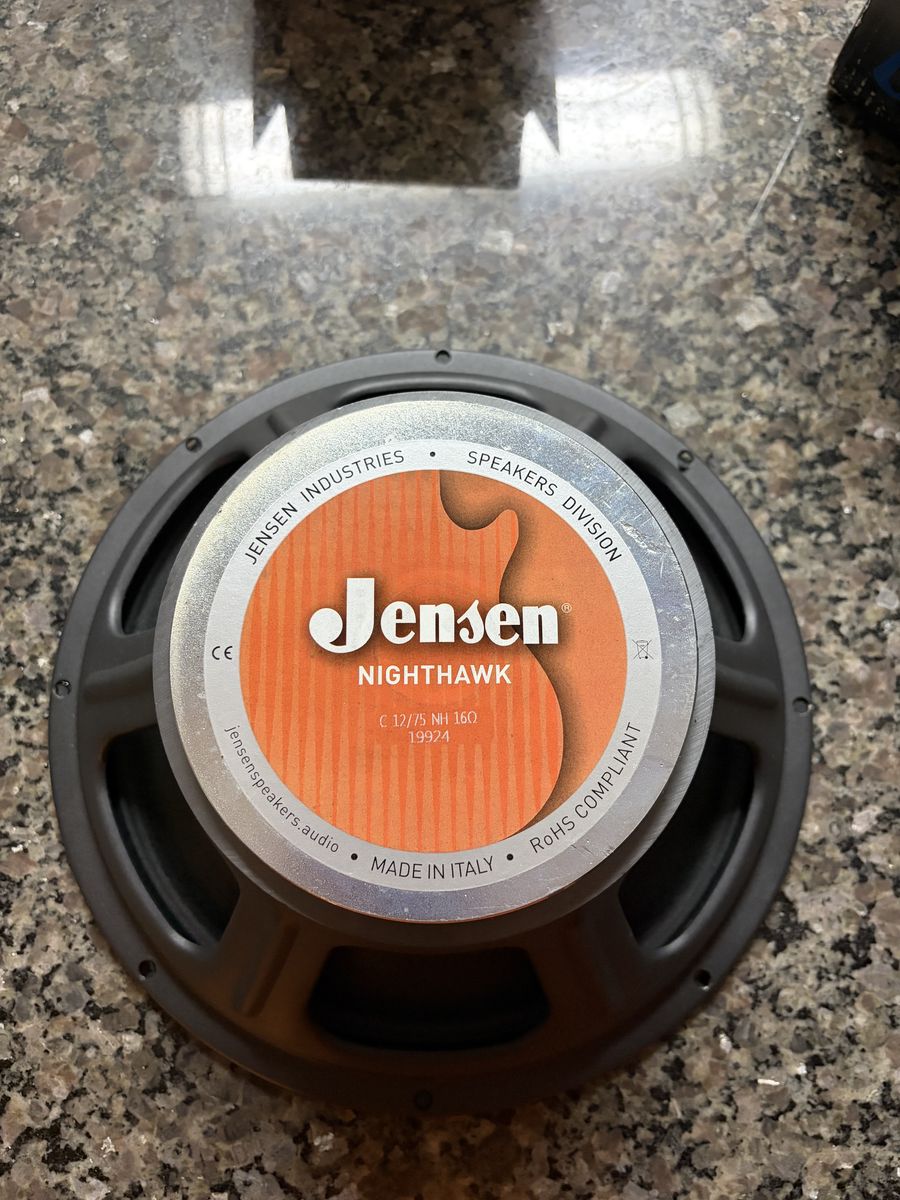 JENSEN INDUSTRIES • SPEAKERS DIVISION
Jensen®
NIGHTHAWK
C 12/75 NH 16Ω
19924
CE
jensenspeakers.audio • MADE IN ITALY • RoHS COMPLIANT